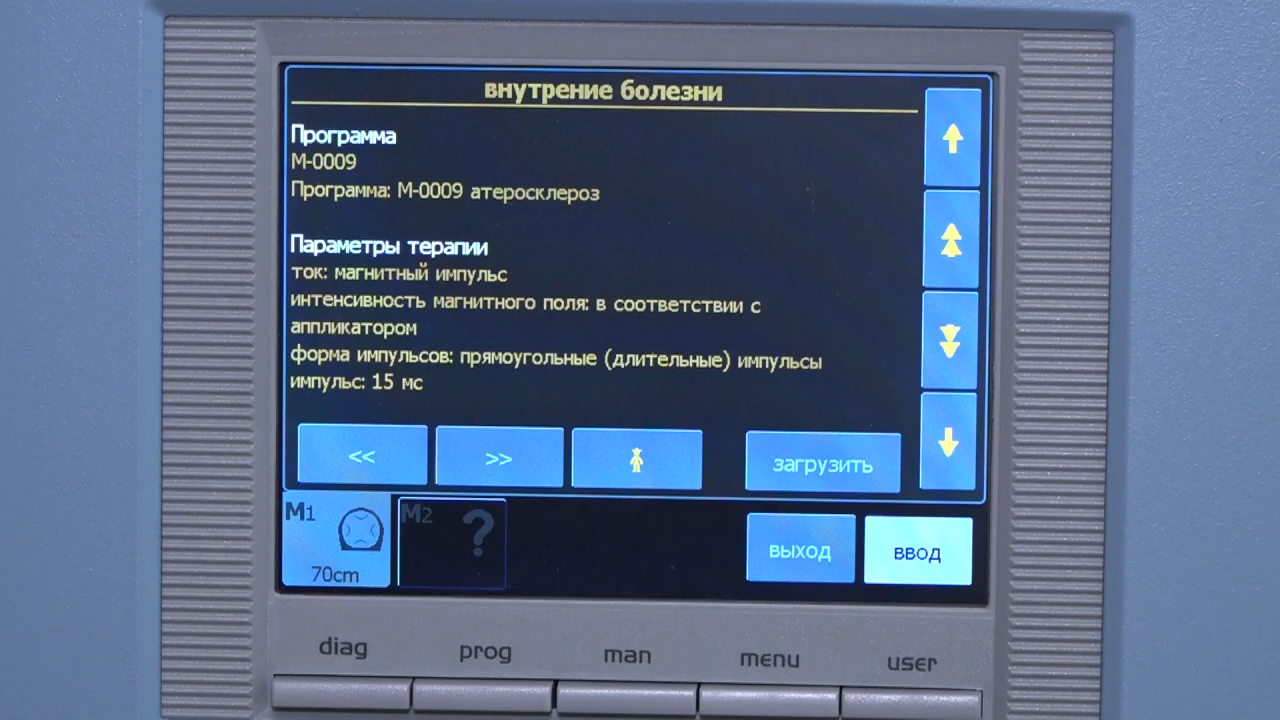 внутрение болезни
Программа
M-0009
Программа: M-0009 атеросклероз
Параметры терапии
ток: магнитный импульс
интенсивность магнитного поля: в соответствии с
аппликатором
форма импульсов: прямоугольные (длительные) импульсы
импульс: 15 мс
<< >> загрузить
M1 M2 ?
70cm
выход ввод
diag prog man menu user